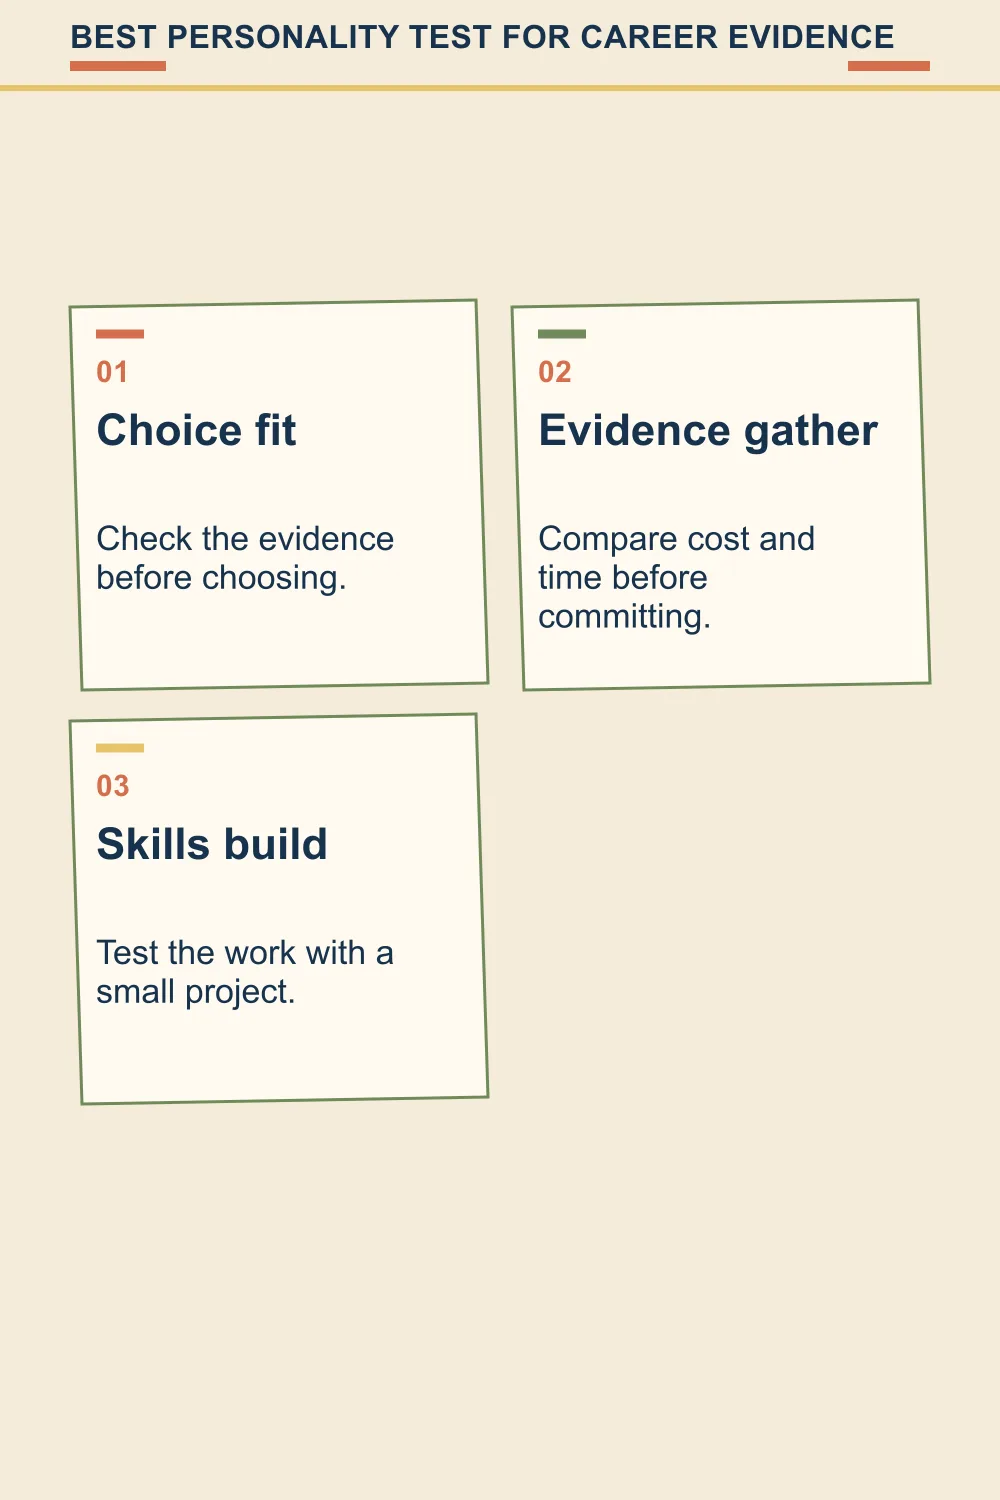 BEST PERSONALITY TEST FOR CAREER EVIDENCE
01
Choice fit
Check the evidence
before choosing.
02
Evidence gather
Compare cost and
time before
committing.
03
Skills build
Test the work with a
small project.